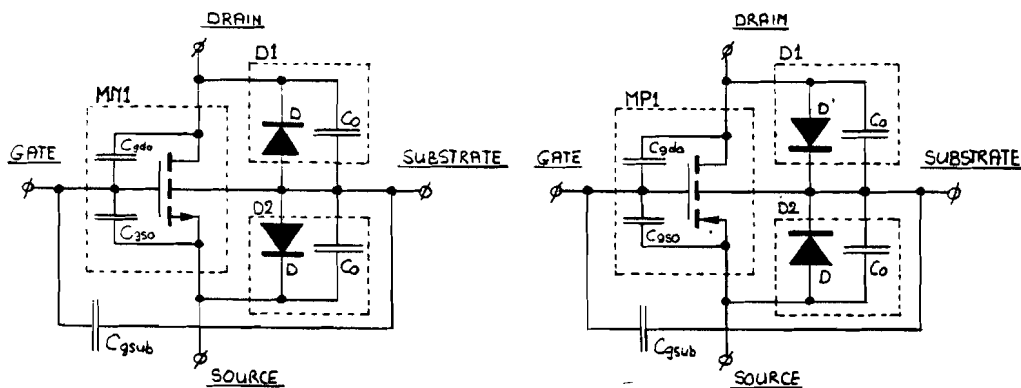 DRAIN
D1
MN1
D
Co
Cgdo
GATE
SUBSTRATE
Cgso
D2
D
Co
Cgsub
SOURCE
DRAIN
D1
MP1
D'
Co
Cgdo
GATE
SUBSTRATE
Cgso
D2
D
Co
Cgsub
SOURCE